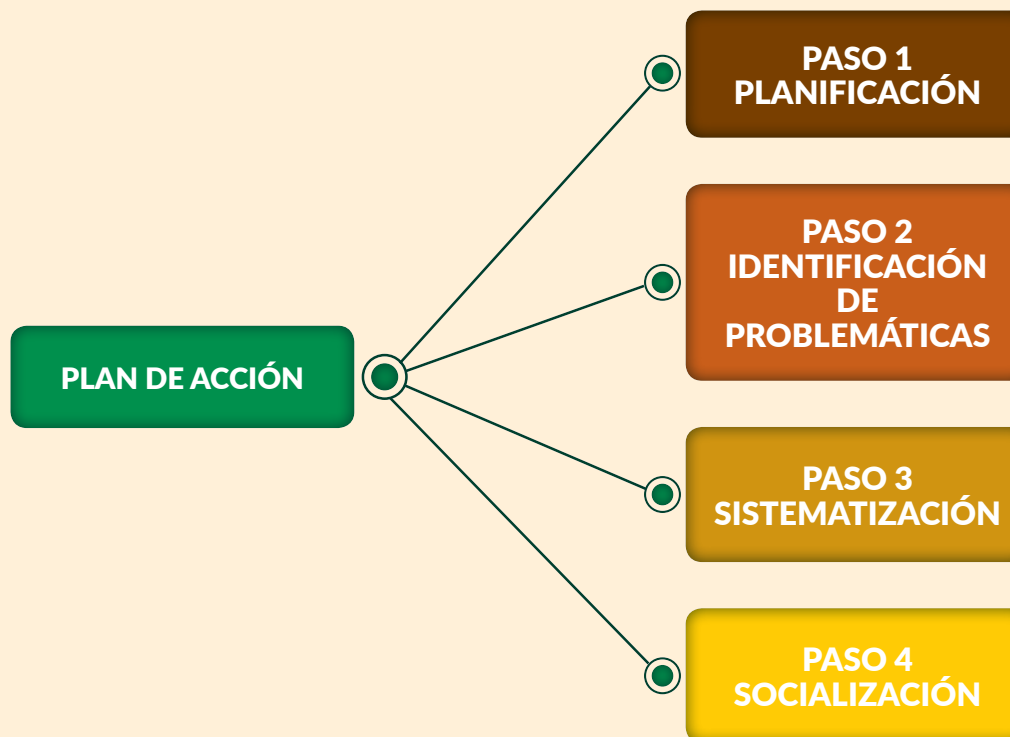 PLAN DE ACCIÓN
PASO 1
PLANIFICACIÓN
PASO 2
IDENTIFICACIÓN
DE
PROBLEMÁTICAS
PASO 3
SISTEMATIZACIÓN
PASO 4
SOCIALIZACIÓN